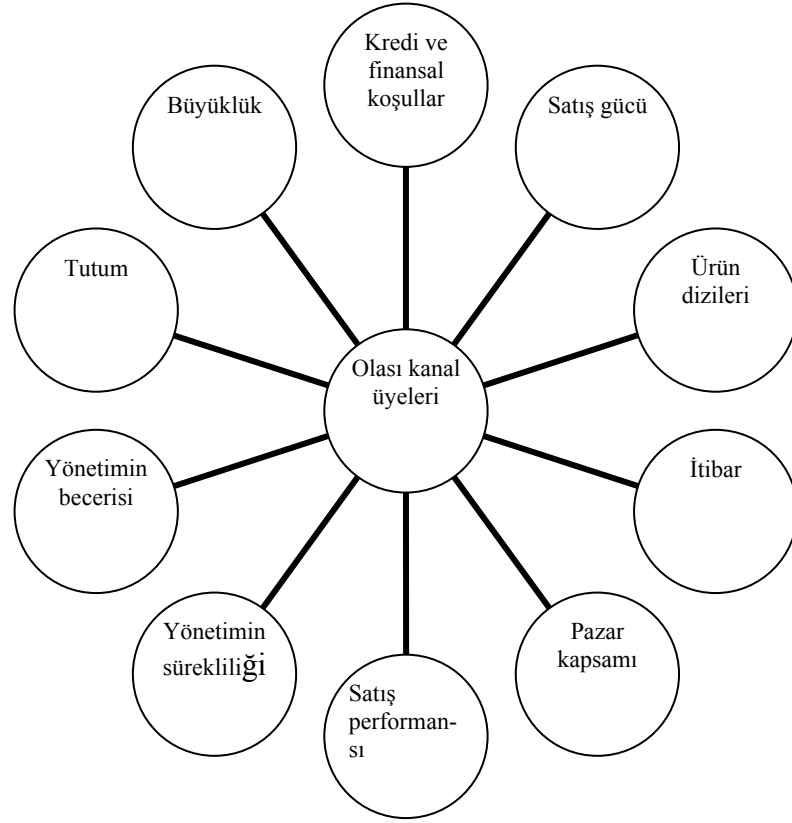 Kredi ve
finansal
koşullar
Satış gücü
Ürün
dizileri
İtibar
Pazar
kapsamı
Satış
performan-
sı
Yönetimin
sürekliliği
Yönetimin
becerisi
Tutum
Büyüklük
Olası kanal
üyeleri